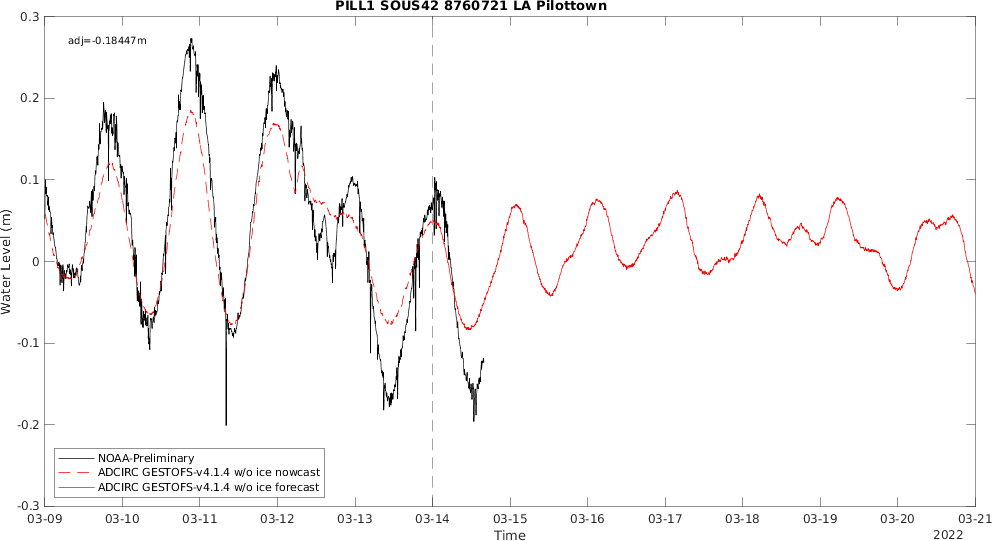 PILL1 SOUS42 8760721 LA Pilottown
adj=-0.18447m
0.3
0.2
0.1
0
-0.1
-0.2
-0.3
Water Level (m)
NOAA-Preliminary
ADCIRC GESTOFS-v4.1.4 w/o ice nowcast
ADCIRC GESTOFS-v4.1.4 w/o ice forecast
03-09 03-10 03-11 03-12 03-13 03-14 03-15 03-16 03-17 03-18 03-19 03-20 03-21
Time
2022